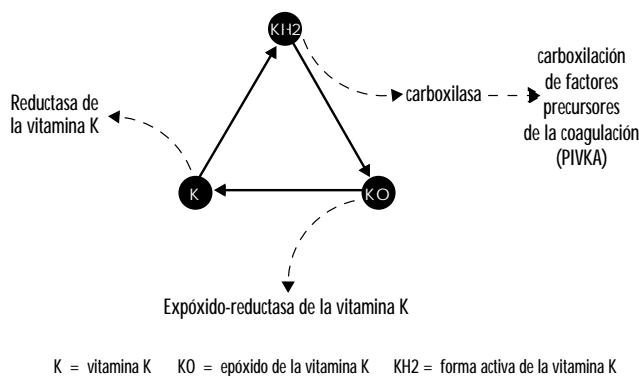 KH2
carboxilación
de factores
precursores
de la coagulación
(PIVKA)
carboxilasa
Reductasa de
la vitamina K
K
KO
Expóxido-reductasa de la vitamina K
K = vitamina K KO = epóxido de la vitamina K KH2 = forma activa de la vitamina K